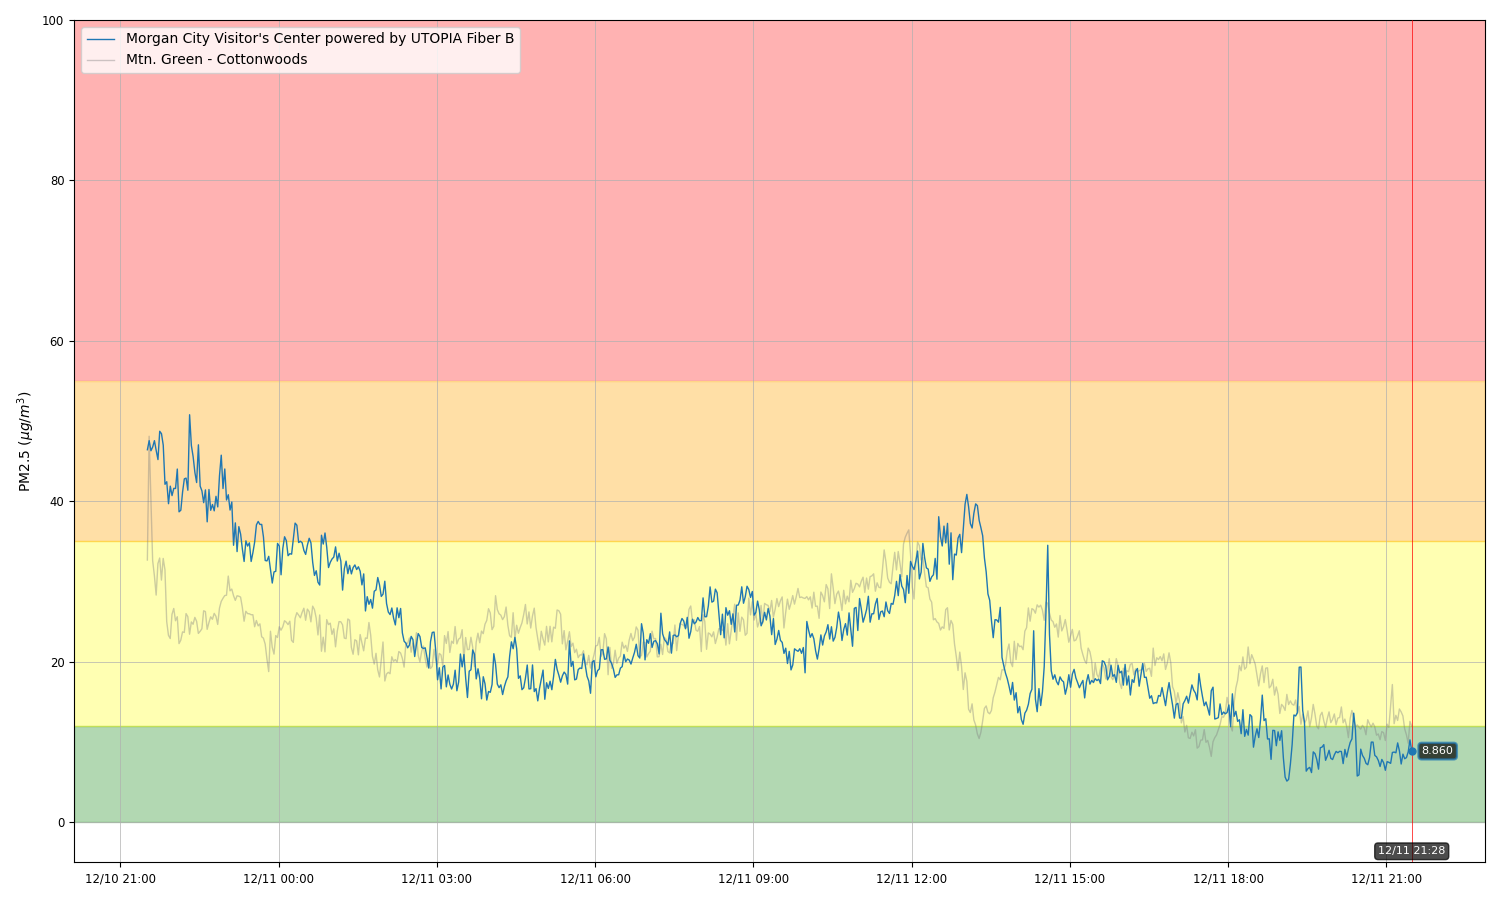 100
Morgan City Visitor's Center powered by UTOPIA Fiber B
Mtn. Green - Cottonwoods
80
60
PM2.5 (μg/m³)
40
20
8.860
0
12/11 21:28
12/10 21:00 12/11 00:00 12/11 03:00 12/11 06:00 12/11 09:00 12/11 12:00 12/11 15:00 12/11 18:00 12/11 21:00